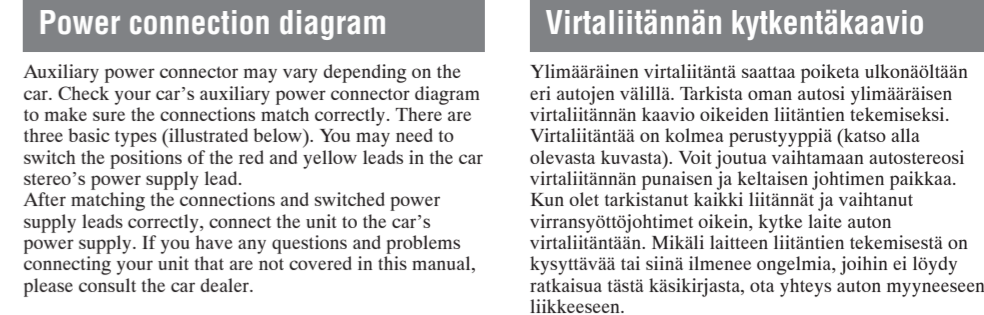 Power connection diagram
Auxiliary power connector may vary depending on the
car. Check your car's auxiliary power connector diagram
to make sure the connections match correctly. There are
three basic types (illustrated below). You may need to
switch the positions of the red and yellow leads in the car
stereo's power supply lead.
After matching the connections and switched power
supply leads correctly, connect the unit to the car's
power supply. If you have any questions and problems
connecting your unit that are not covered in this manual,
please consult the car dealer.
Virtaliitännän kytkentäkaavio
Ylimääräinen virtaliitäntä saattaa poiketa ulkonäöltään
eri autojen välillä. Tarkista oman autosi ylimääräisen
virtaliitännän kaavio oikeiden liitäntien tekemiseksi.
Virtaliitäntää on kolmea perustyyppiä (katso alla
olevasta kuvasta). Voit joutua vaihtamaan autostereosi
virtaliitännän punaisen ja keltaisen johtimen paikkaa.
Kun olet tarkistanut kaikki liitännät ja vaihtanut
virransyöttöjohtimet oikein, kytke laite auton
virtaliitäntään. Mikäli laitteen liitäntien tekemisestä on
kysyttävää tai siinä ilmenee ongelmia, joihin ei löydy
ratkaisua tästä käsikirjasta, ota yhteys auton myyneeseen
liikkeeseen.